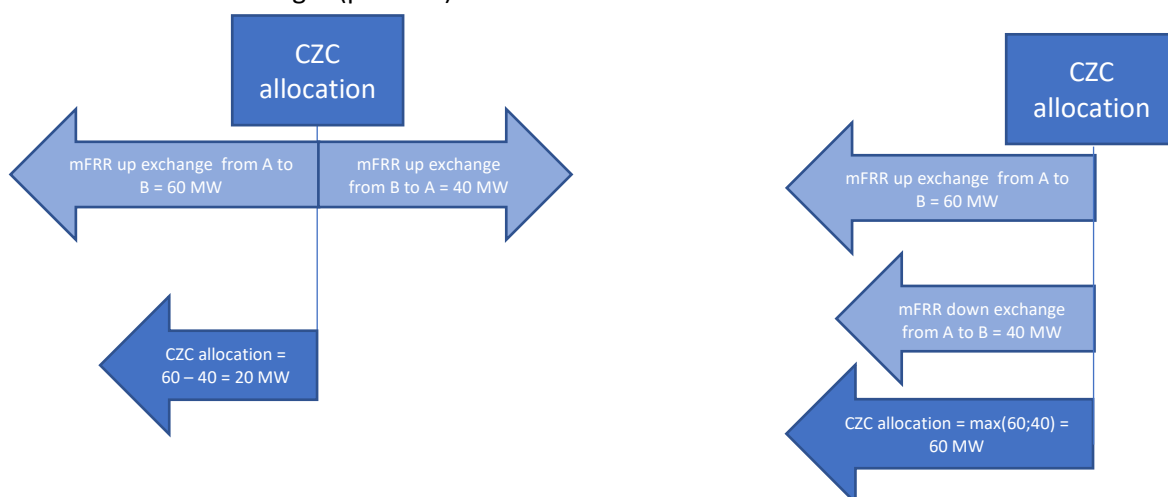 CZC
allocation
mFRR up exchange from A to
B = 60 MW
mFRR up exchange
from B to A = 40 MW
CZC allocation =
60 – 40 = 20 MW
CZC
allocation
mFRR up exchange from A to
B = 60 MW
mFRR down exchange
from A to B = 40 MW
CZC allocation = max(60;40) =
60 MW